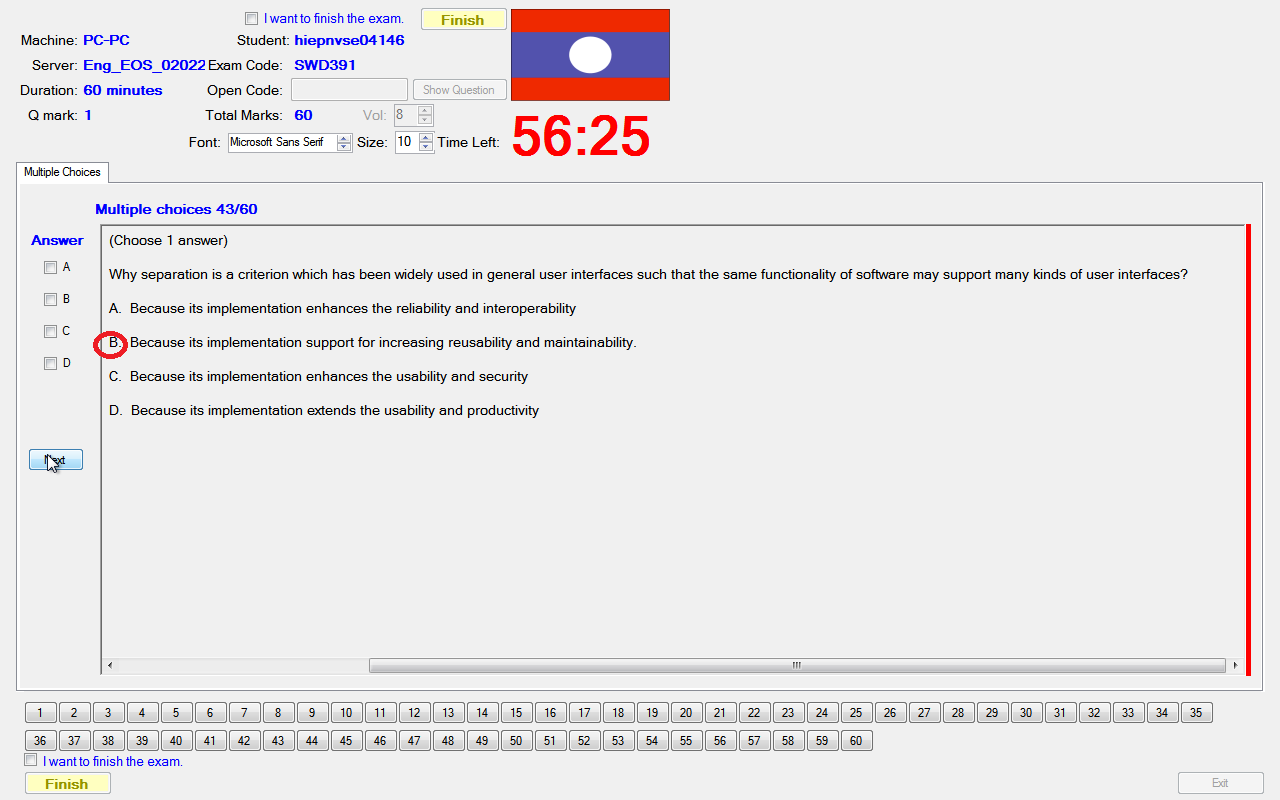 I want to finish the exam. Finish
Machine: PC-PC Student: hiepnvse04146
Server: Eng_EOS_02022 Exam Code: SWD391
Duration: 60 minutes Open Code: Show Question
Q mark: 1 Total Marks: 60 Vol: 8
Font: Microsoft Sans Serif Size: 10 Time Left: 56:25
Multiple Choices
Multiple choices 43/60
Answer
A
B
C
D
Next
(Choose 1 answer)
Why separation is a criterion which has been widely used in general user interfaces such that the same functionality of software may support many kinds of user interfaces?
A. Because its implementation enhances the reliability and interoperability
B. Because its implementation support for increasing reusability and maintainability.
C. Because its implementation enhances the usability and security
D. Because its implementation extends the usability and productivity
1 2 3 4 5 6 7 8 9 10 11 12 13 14 15 16 17 18 19 20 21 22 23 24 25 26 27 28 29 30 31 32 33 34 35
36 37 38 39 40 41 42 43 44 45 46 47 48 49 50 51 52 53 54 55 56 57 58 59 60
I want to finish the exam.
Finish Exit